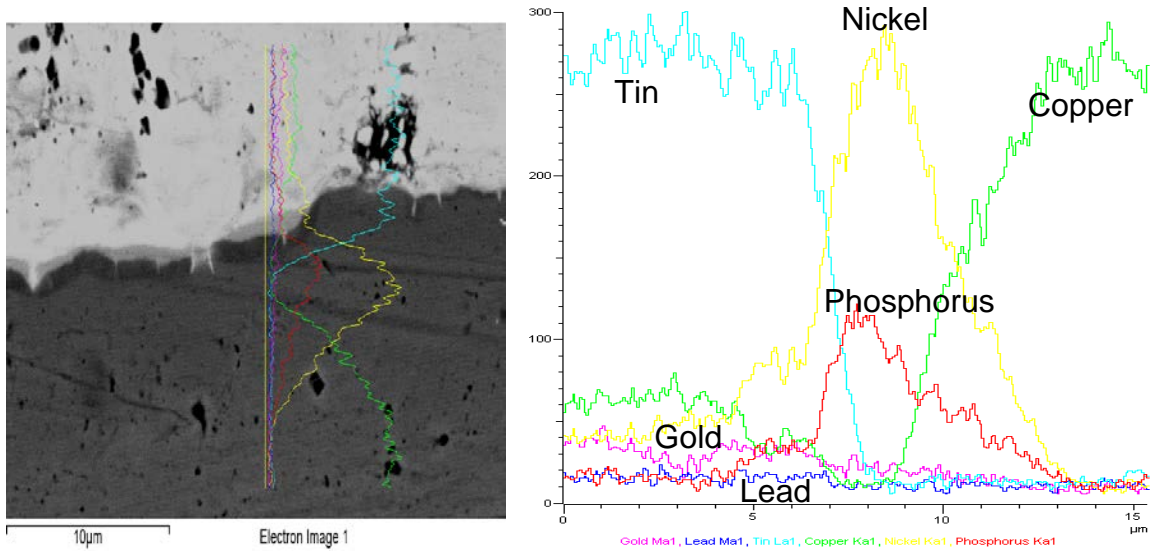 10µm
Electron Image 1
300
200
100
0
Tin
Nickel
Copper
Phosphorus
Gold
Lead
0
5
10
15
µm
Gold Ma1, Lead Ma1, Tin La1, Copper Ka1, Nickel Ka1, Phosphorus Ka1